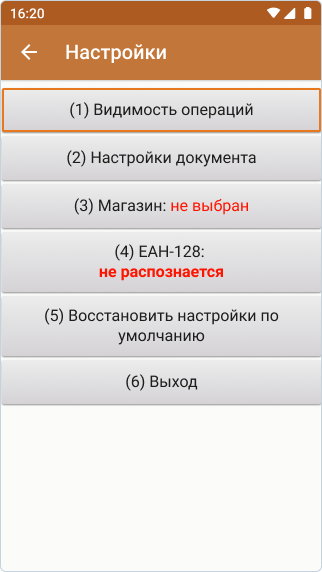 16:20
Настройки
(1) Видимость операций
(2) Настройки документа
(3) Магазин: не выбран
(4) ЕАН-128:
не распознается
(5) Восстановить настройки по
умолчанию
(6) Выход